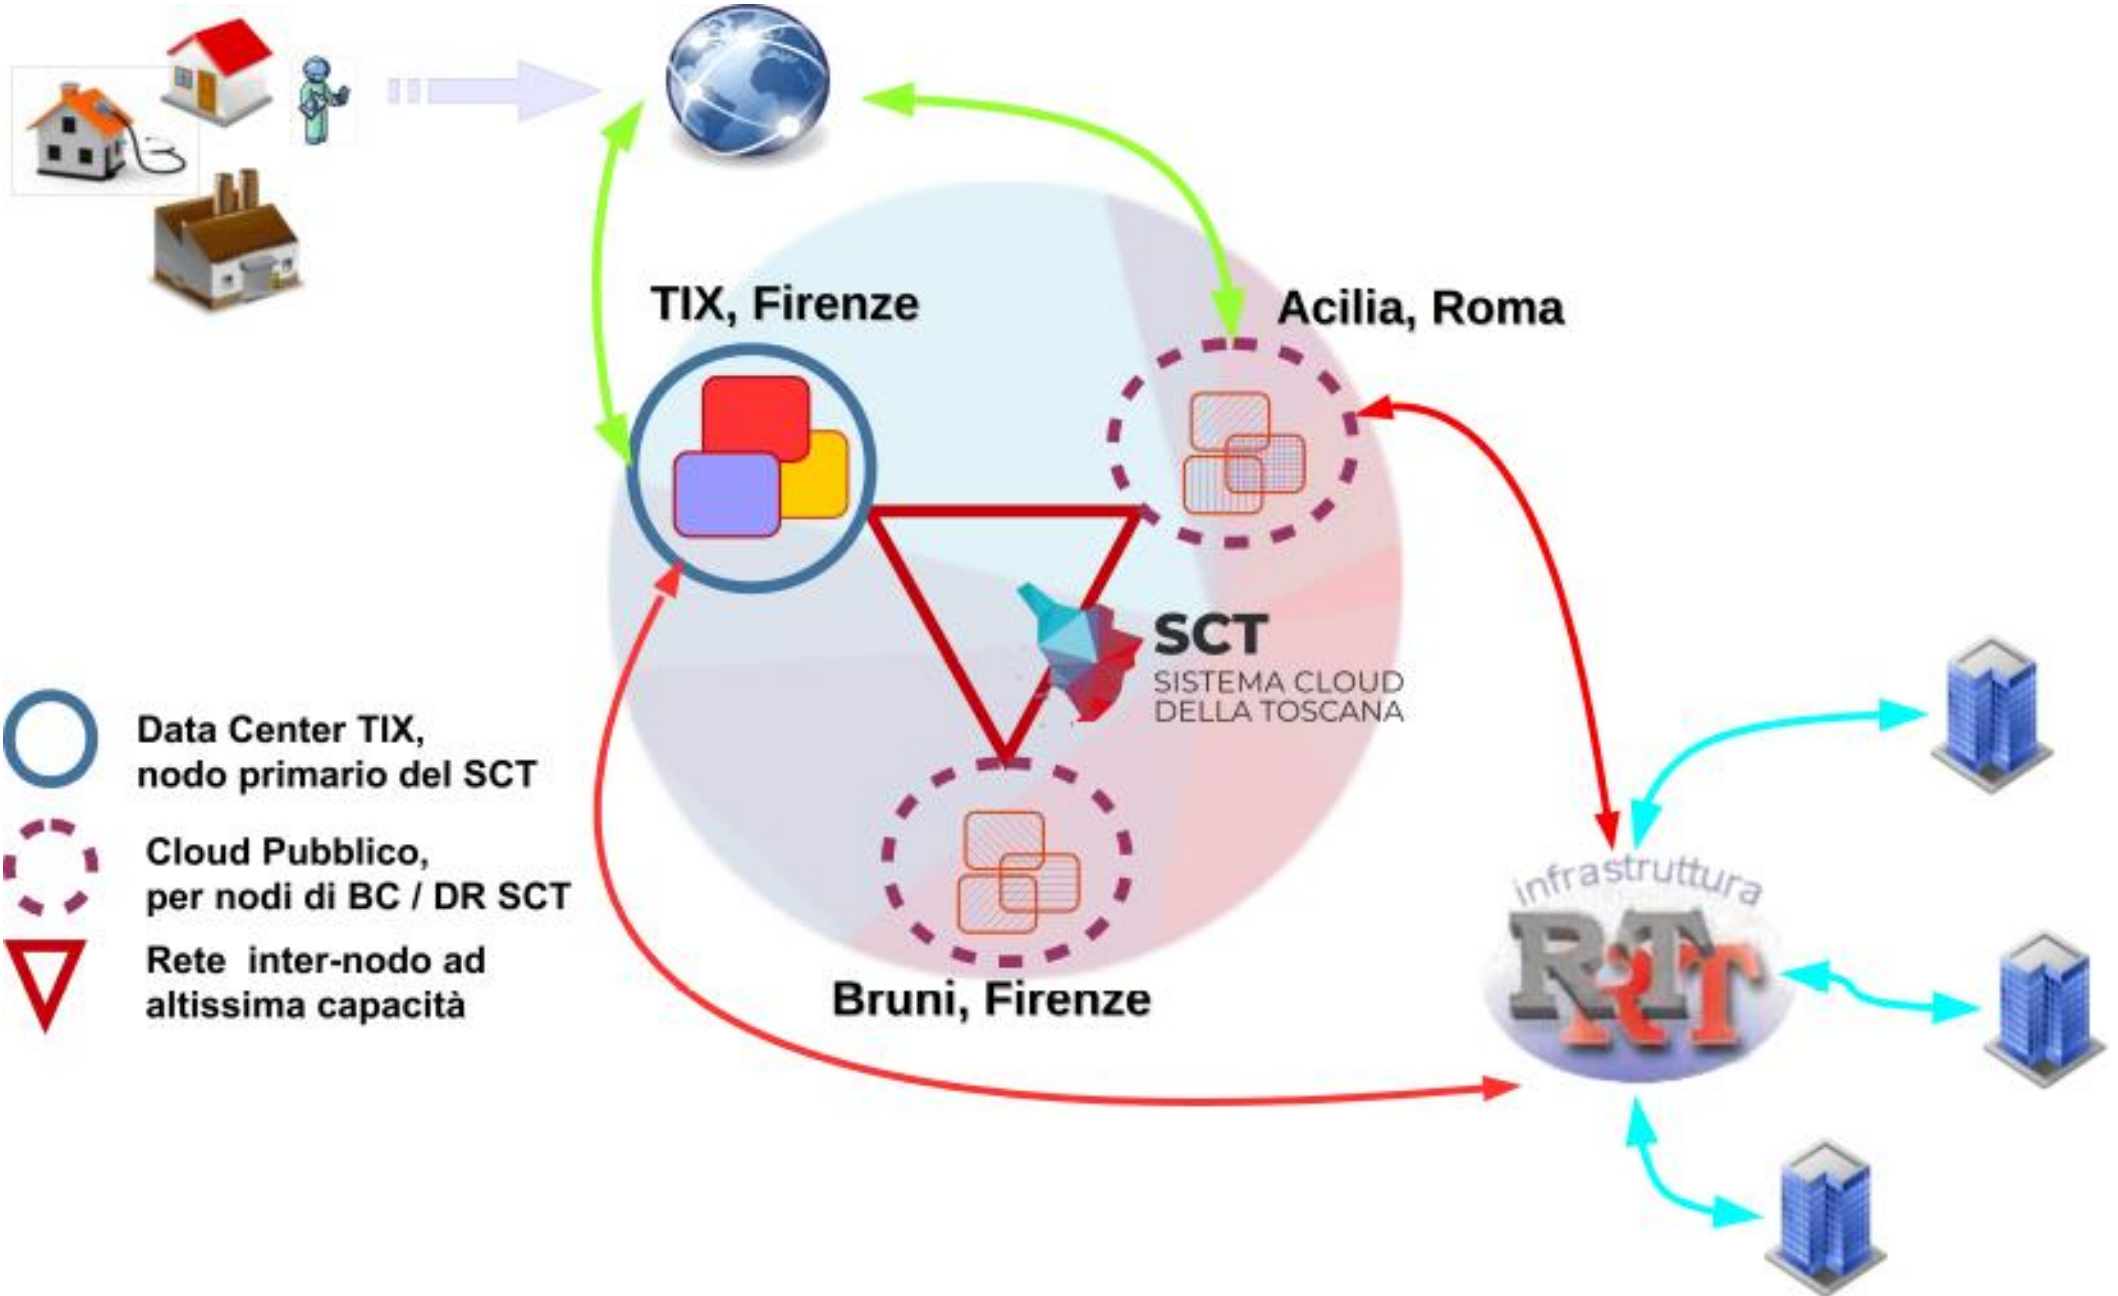 TIX, Firenze
Acilia, Roma
SCT
SISTEMA CLOUD
DELLA TOSCANA
Data Center TIX,
nodo primario del SCT
Cloud Pubblico,
per nodi di BC / DR SCT
Rete inter-nodo ad
altissima capacità
Bruni, Firenze
infrastruttura
RTRT